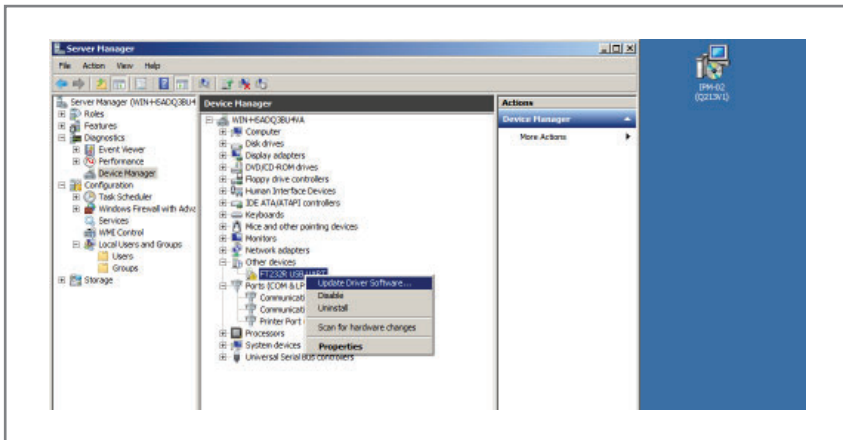 Server Manager
File Action View Help
Server Manager (WIN-H5ADQ3BU4
Roles
Features
Diagnostics
Event Viewer
Performance
Device Manager
Configuration
Task Scheduler
Windows Firewall with Adva
Services
WMI Control
Local Users and Groups
Users
Groups
Storage
Device Manager
Computer
Disk drives
Display adapters
DVD/CD-ROM drives
Floppy drive controllers
Human Interface Devices
IDE ATA/ATAPI controllers
Keyboards
Mice and other pointing devices
Monitors
Network adapters
Other devices
FT232R USB UART
Ports (COM & LP
Communicati
Communicati
Printer Port
Processors
System devices
Universal Serial Bus controllers
Update Driver Software...
Disable
Uninstall
Scan for hardware changes
Properties
Actions
Device Manager
More Actions
IPM-02
(Q213V1)